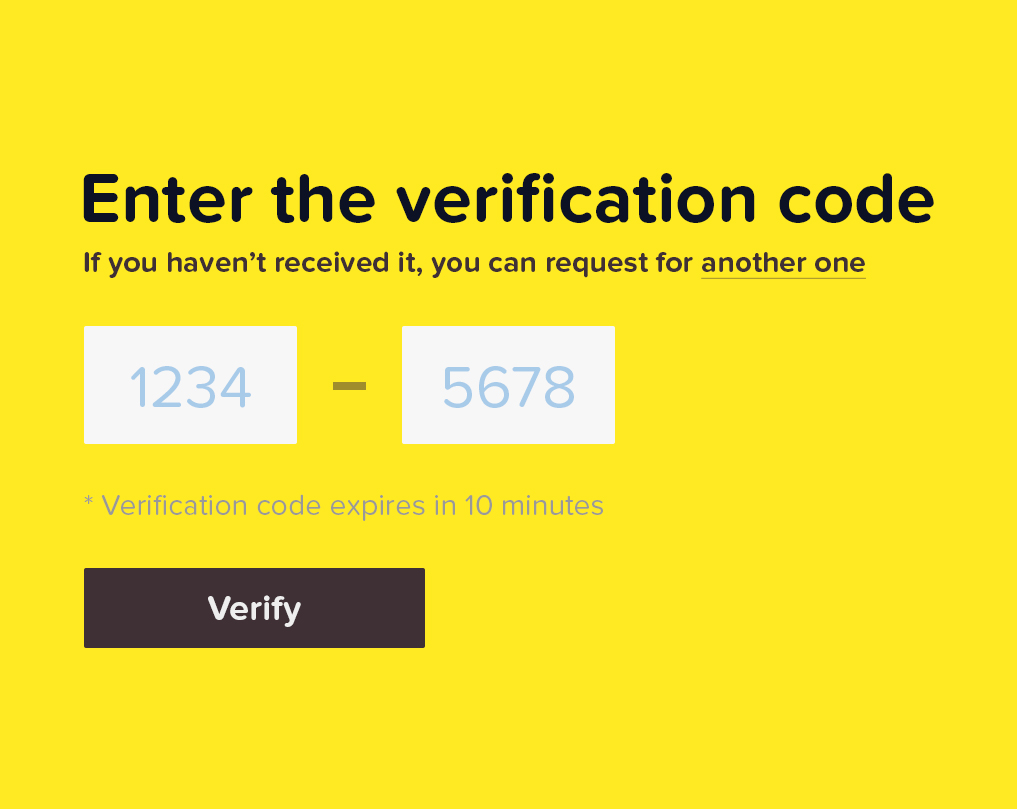 Enter the verification code
If you haven’t received it, you can request for another one
1234 – 5678
* Verification code expires in 10 minutes
Verify